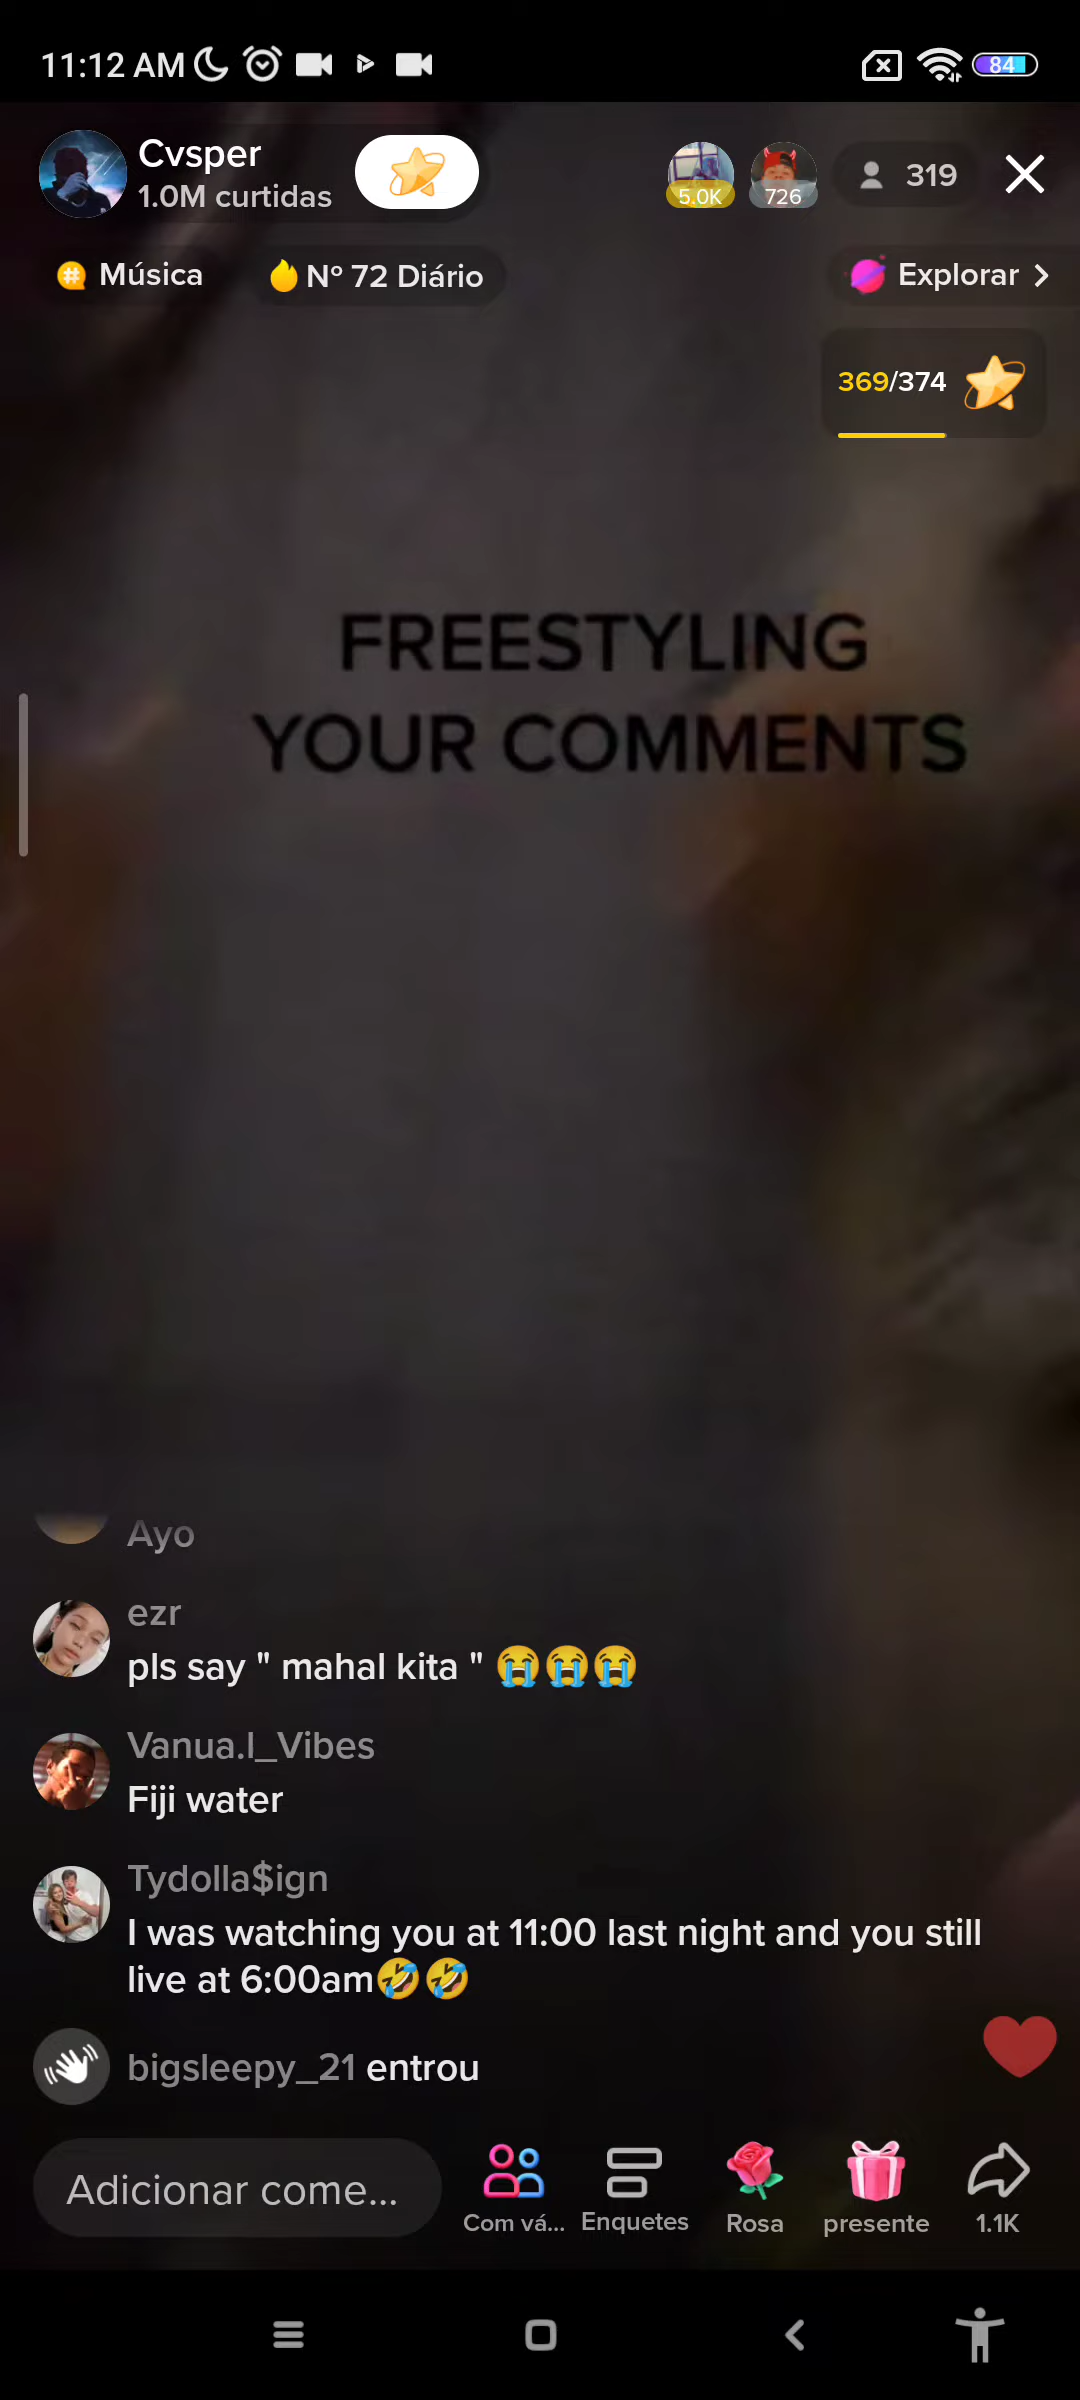 11:12 AM
84
Cvsper
1.0M curtidas
5.0K
726
319
Música
Nº 72 Diário
Explorar
369/374
FREESTYLING
YOUR COMMENTS
Ayo
ezr
pls say " mahal kita " 😭😭😭
Vanua.I_Vibes
Fiji water
Tydolla$ign
I was watching you at 11:00 last night and you still
live at 6:00am🤣🤣
bigsleepy_21 entrou
Adicionar come...
Com vá...
Enquetes
Rosa
presente
1.1K